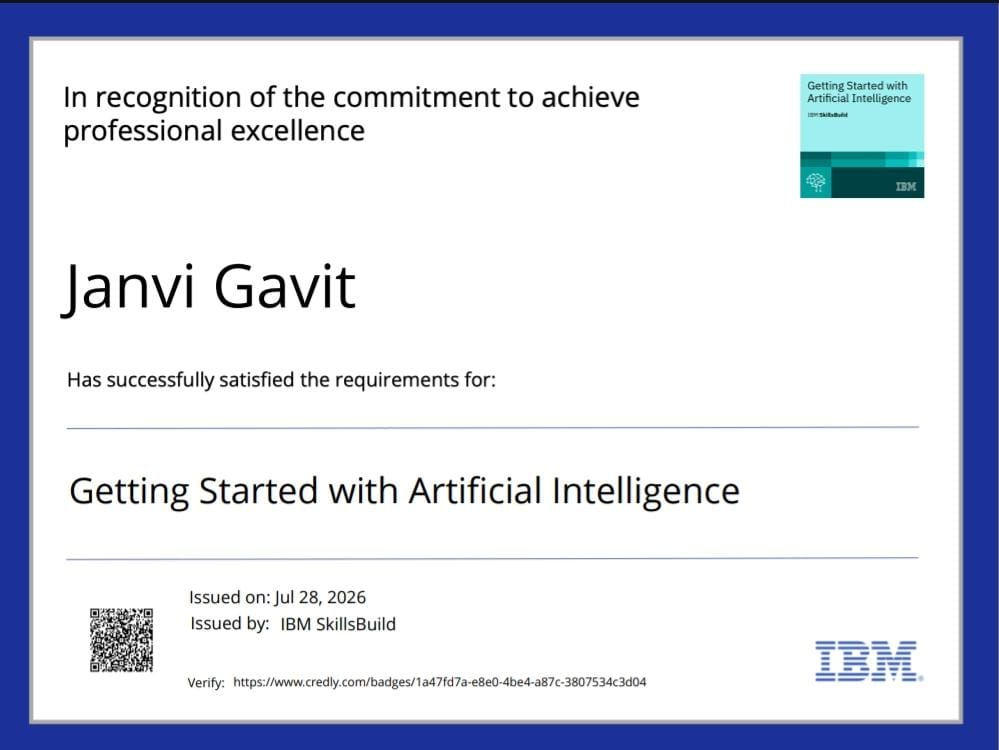 In recognition of the commitment to achieve
professional excellence
Getting Started with
Artificial Intelligence
IBM SkillsBuild
IBM
Janvi Gavit
Has successfully satisfied the requirements for:
Getting Started with Artificial Intelligence
Issued on: Jul 28, 2026
Issued by: IBM SkillsBuild
Verify: https://www.credly.com/badges/1a47fd7a-e8e0-4be4-a87c-3807534c3d04
IBM®